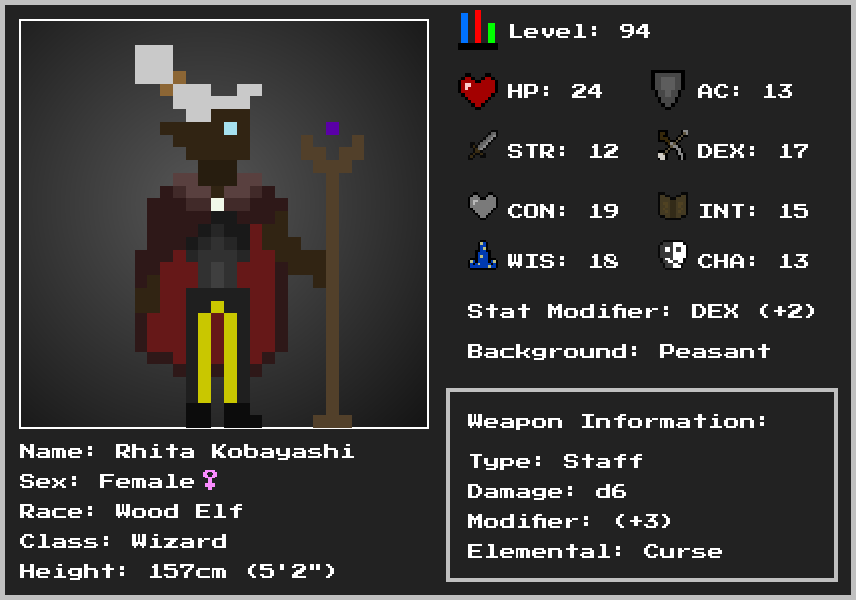 Level: 94
HP: 24
AC: 13
STR: 12
DEX: 17
CON: 19
INT: 15
WIS: 18
CHA: 13
Stat Modifier: DEX (+2)
Background: Peasant
Name: Rhita Kobayashi
Sex: Female♀
Race: Wood Elf
Class: Wizard
Height: 157cm (5'2")
Weapon Information:
Type: Staff
Damage: d6
Modifier: (+3)
Elemental: Curse